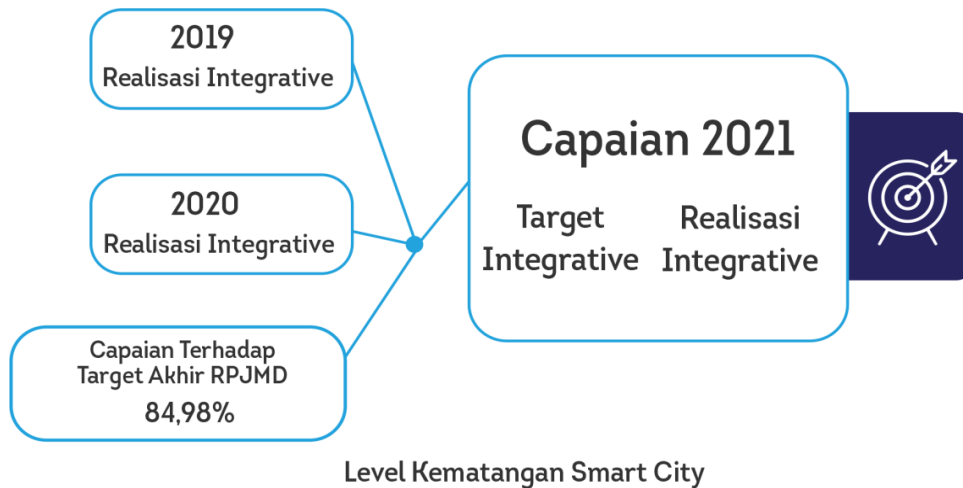 2019
Realisasi Integrative
2020
Realisasi Integrative
Capaian Terhadap
Target Akhir RPJMD
84,98%
Capaian 2021
Target
Integrative
Realisasi
Integrative
Level Kematangan Smart City